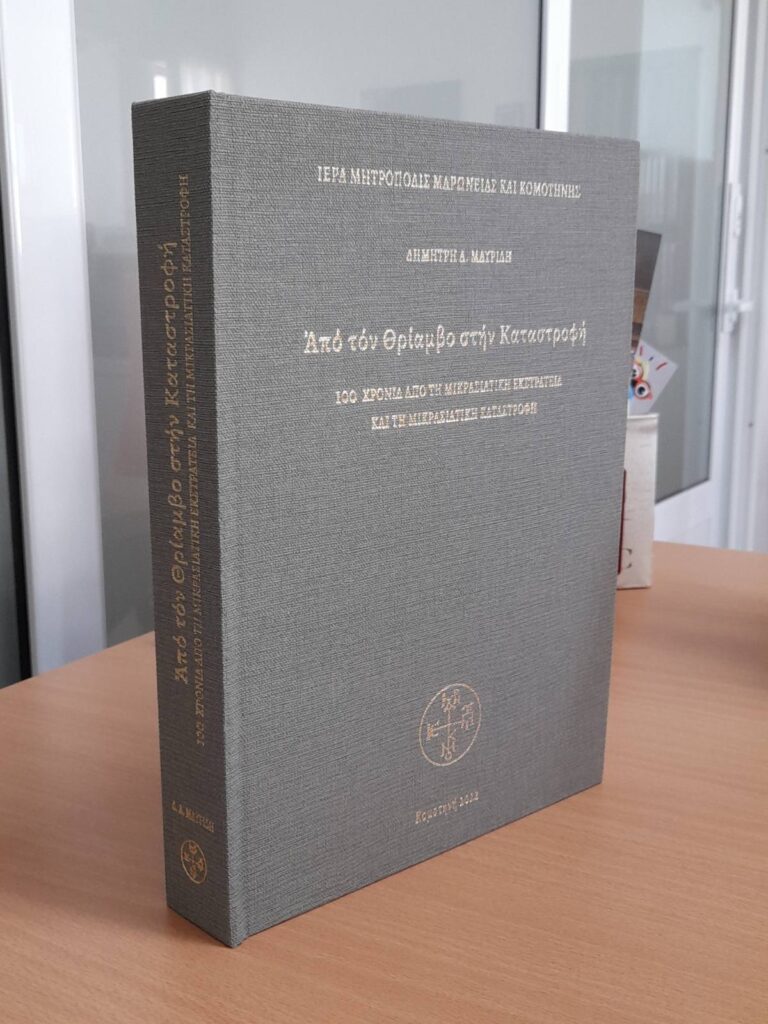 ΙΕΡΑ ΜΗΤΡΟΠΟΛΙΣ ΜΑΡΩΝΕΙΑΣ ΚΑΙ ΚΟΜΟΤΗΝΗΣ
ΔΗΜΗΤΡΗ Α. ΜΑΥΡΙΔΗ
Ἀπό τόν Θρίαμβο στήν Καταστροφή
100 ΧΡΟΝΙΑ ΑΠΟ ΤΗ ΜΙΚΡΑΣΙΑΤΙΚΗ ΕΚΣΤΡΑΤΕΙΑ
ΚΑΙ ΤΗ ΜΙΚΡΑΣΙΑΤΙΚΗ ΚΑΤΑΣΤΡΟΦΗ
Κομοτηνή 2022
Ἀπό τόν Θρίαμβο στήν Καταστροφή
100 ΧΡΟΝΙΑ ΑΠΟ ΤΗ ΜΙΚΡΑΣΙΑΤΙΚΗ ΕΚΣΤΡΑΤΕΙΑ ΚΑΙ ΤΗ ΜΙΚΡΑΣΙΑΤΙΚΗ ΚΑΤΑΣΤΡΟΦΗ
Δ. Α. ΜΑΥΡΙΔΗ